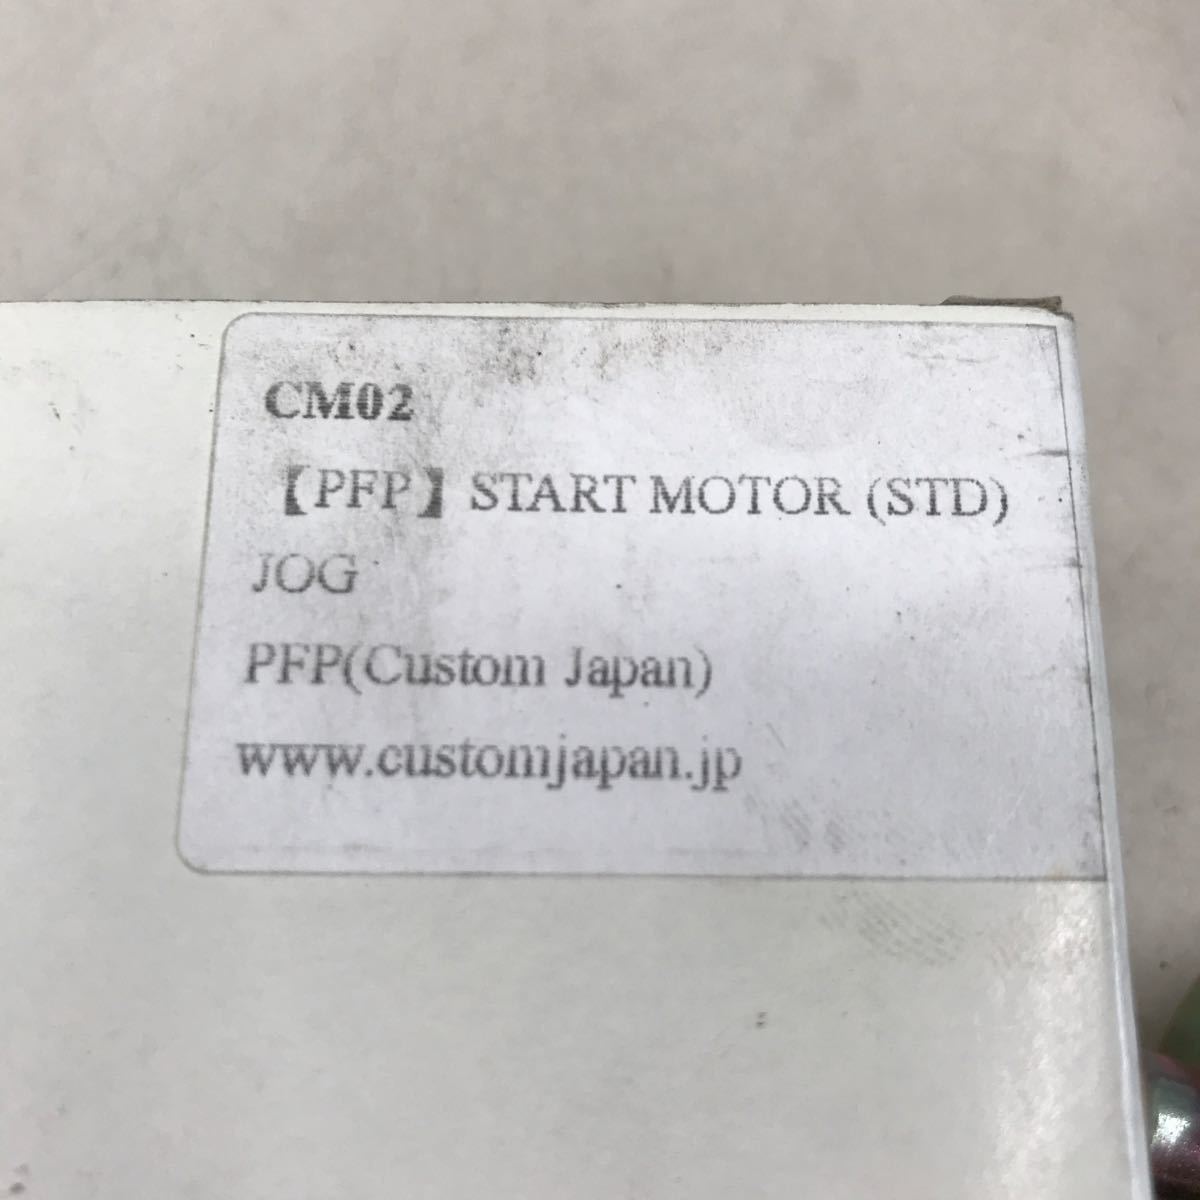 CM02
【PFP】START MOTOR (STD)
JOG
PFP(Custom Japan)
www.customjapan.jp